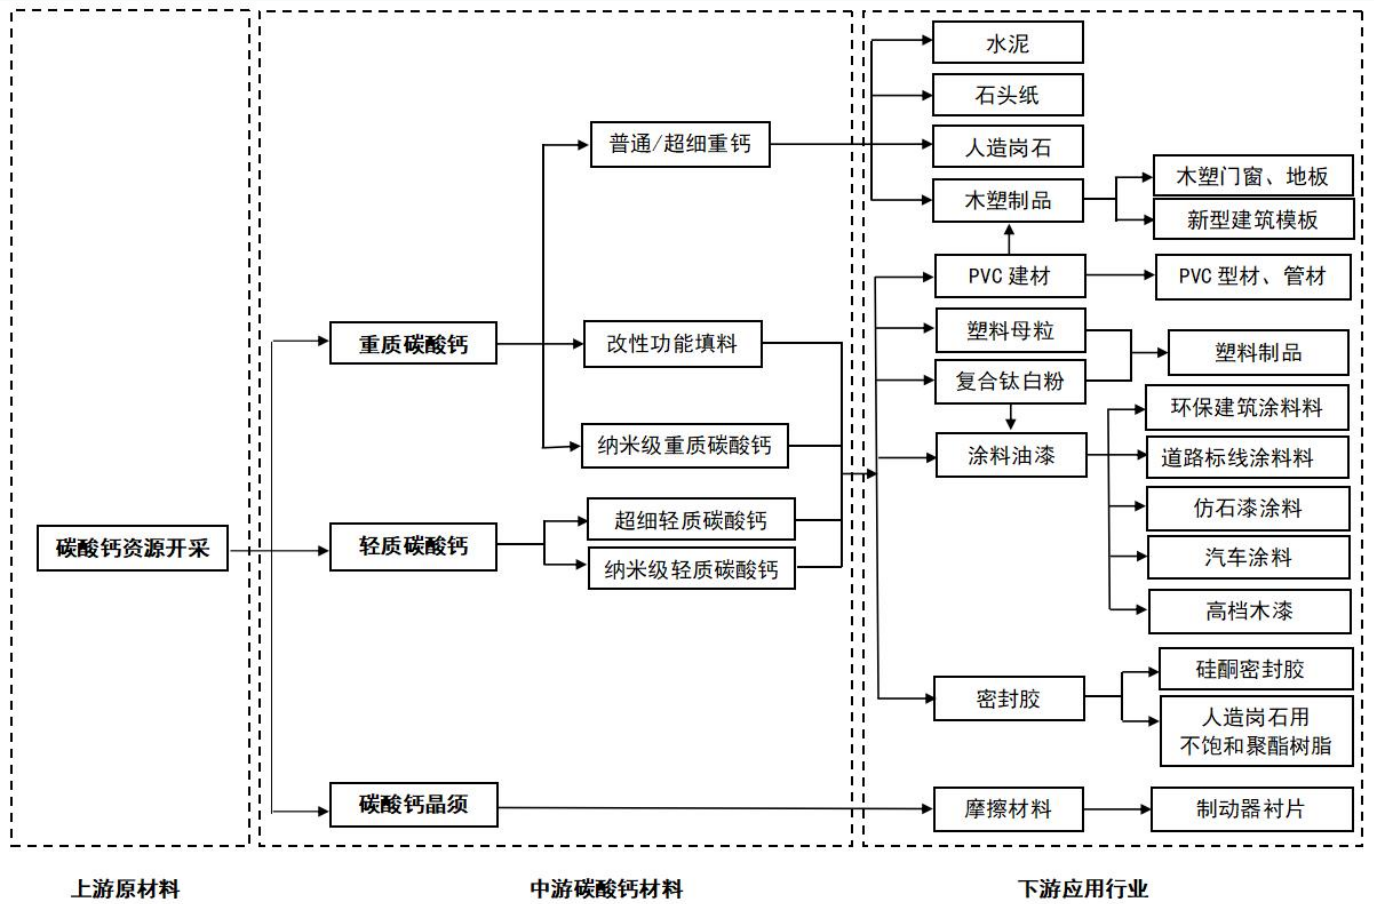 水泥
石头纸
普通/超细重钙
人造岗石
木塑制品
木塑门窗、地板
新型建筑模板
PVC 建材
PVC 型材、管材
重质碳酸钙
改性功能填料
塑料母粒
塑料制品
复合钛白粉
环保建筑涂料料
纳米级重质碳酸钙
涂料油漆
道路标线涂料料
仿石漆涂料
超细轻质碳酸钙
碳酸钙资源开采
轻质碳酸钙
纳米级轻质碳酸钙
汽车涂料
高档木漆
硅酮密封胶
密封胶
人造岗石用
不饱和聚酯树脂
碳酸钙晶须
摩擦材料
制动器衬片
上游原材料
中游碳酸钙材料
下游应用行业